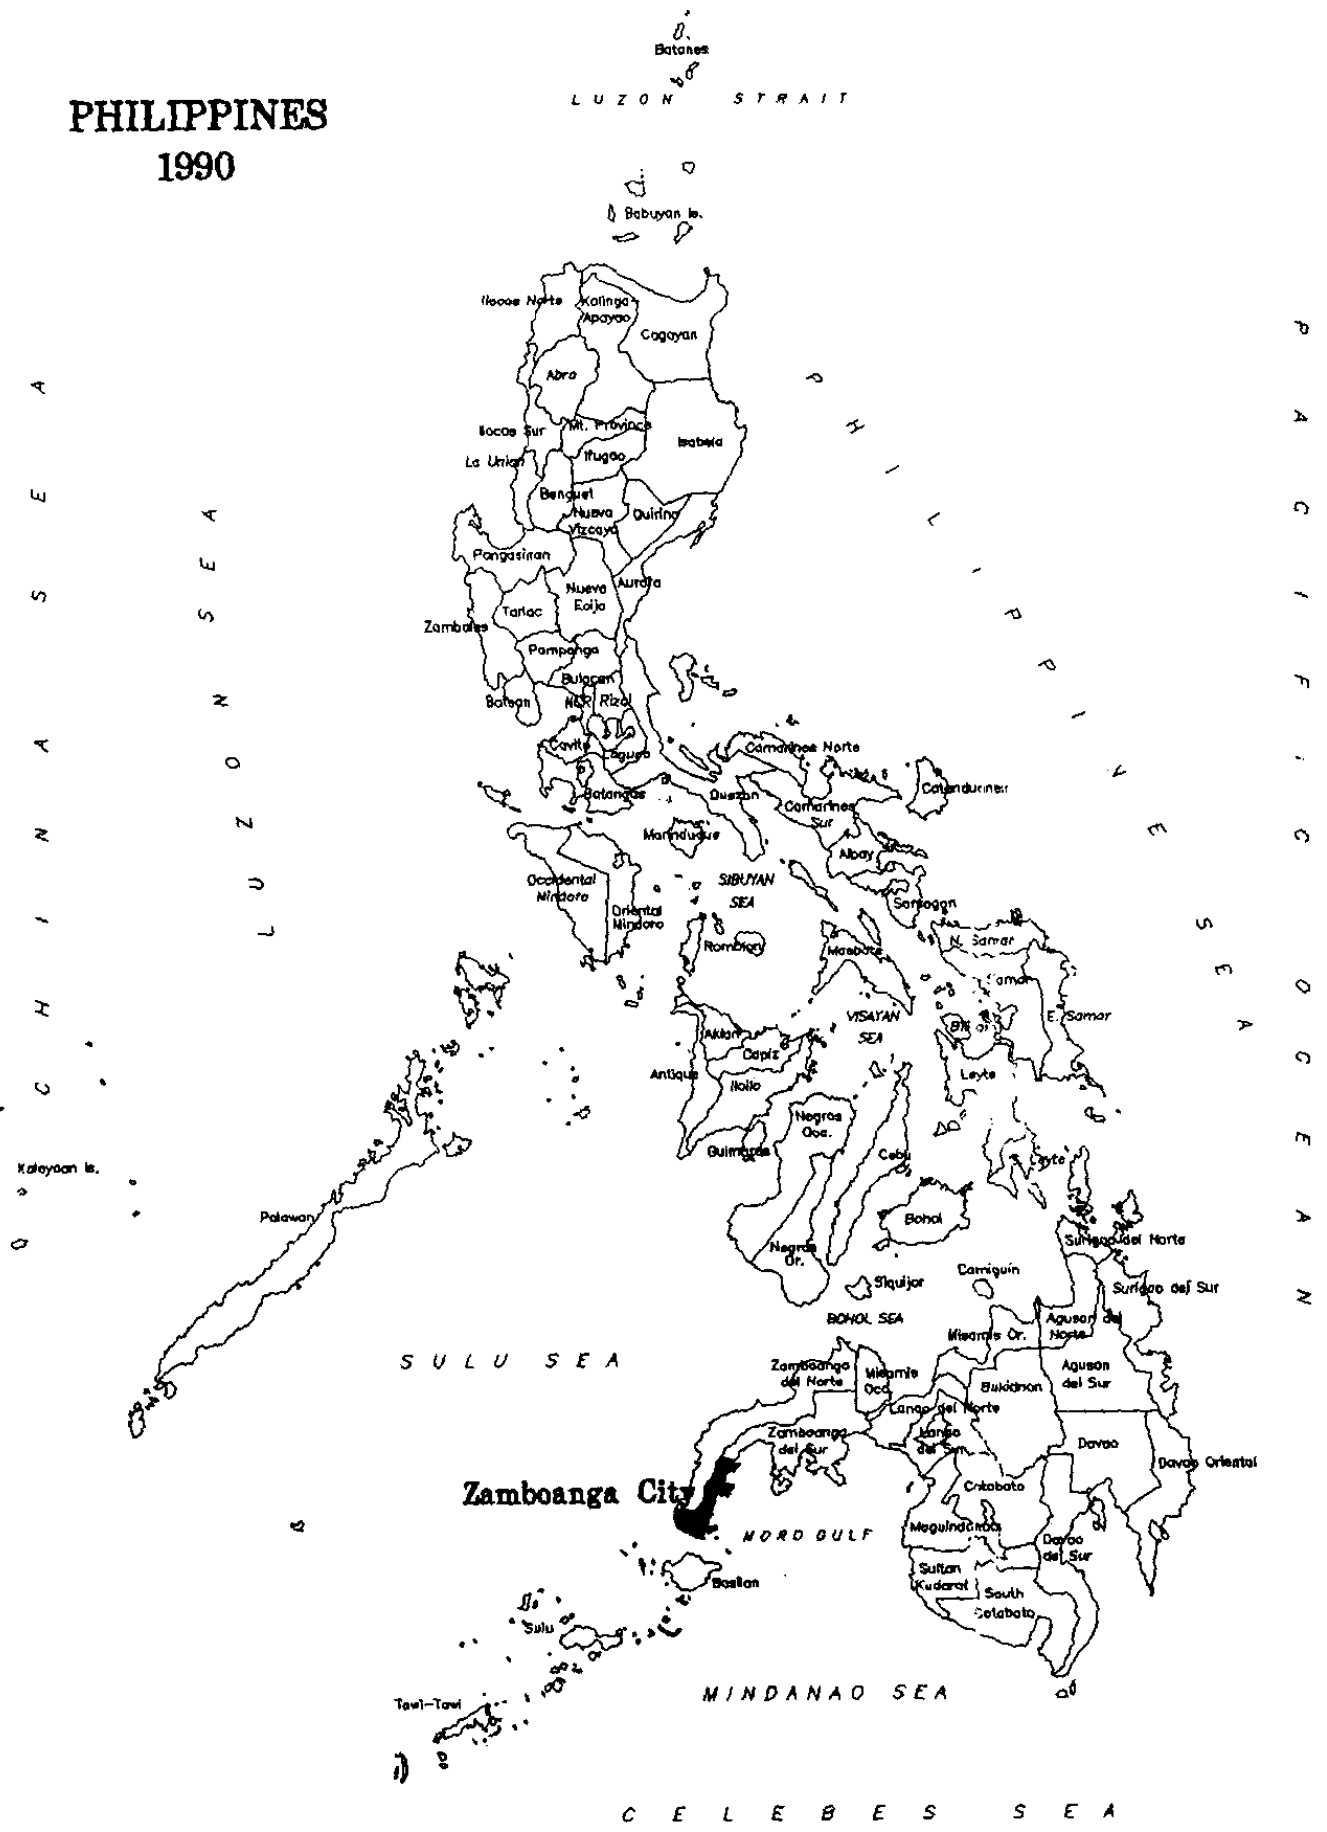 Batanes
LUZON STRAIT
PHILIPPINES
1990
Babuyan Is.
Ilocos Norte
Kalinga-
Apayao
Cagayan
Abra
Ilocos Sur
Mt. Province
Isabela
Ifugao
La Union
Benguet
Nueva
Vizcaya
Quirino
Pangasinan
Aurora
Nueva
Ecija
Tarlac
Zambales
Pampanga
Bulacan
Bataan
NCR
Rizal
Cavite
Laguna
Batangas
Quezon
Camarines Norte
Catanduanes
Camarines
Sur
Marinduque
Albay
SIBUYAN
SEA
Occidental
Mindoro
Oriental
Mindoro
Sorsogon
Romblon
Masbate
N. Samar
Samar
E. Samar
VISAYAN
SEA
Aklan
Capiz
Antique
Iloilo
Leyte
Negros
Occ.
Guimaras
Cebu
Kalayaan Is.
Palawan
Bohol
Negros
Or.
Siquijor
Camiguin
Surigao del Norte
Surigao del Sur
BOHOL SEA
Misamis Or.
Agusan del
Norte
SULU SEA
Zamboanga
del Norte
Misamis
Occ.
Bukidnon
Agusan
del Sur
Lanao del Norte
Lanao
del Sur
Zamboanga
del Sur
Davao
Davao Oriental
Zamboanga City
Cotabato
MORO GULF
Maguindanao
Davao
del Sur
Basilan
Sultan
Kudarat
South
Cotabato
Sulu
Tawi-Tawi
MINDANAO SEA
CELEBES SEA
CHINA SEA
LUZON SEA
PHILIPPINE SEA
PACIFIC OCEAN